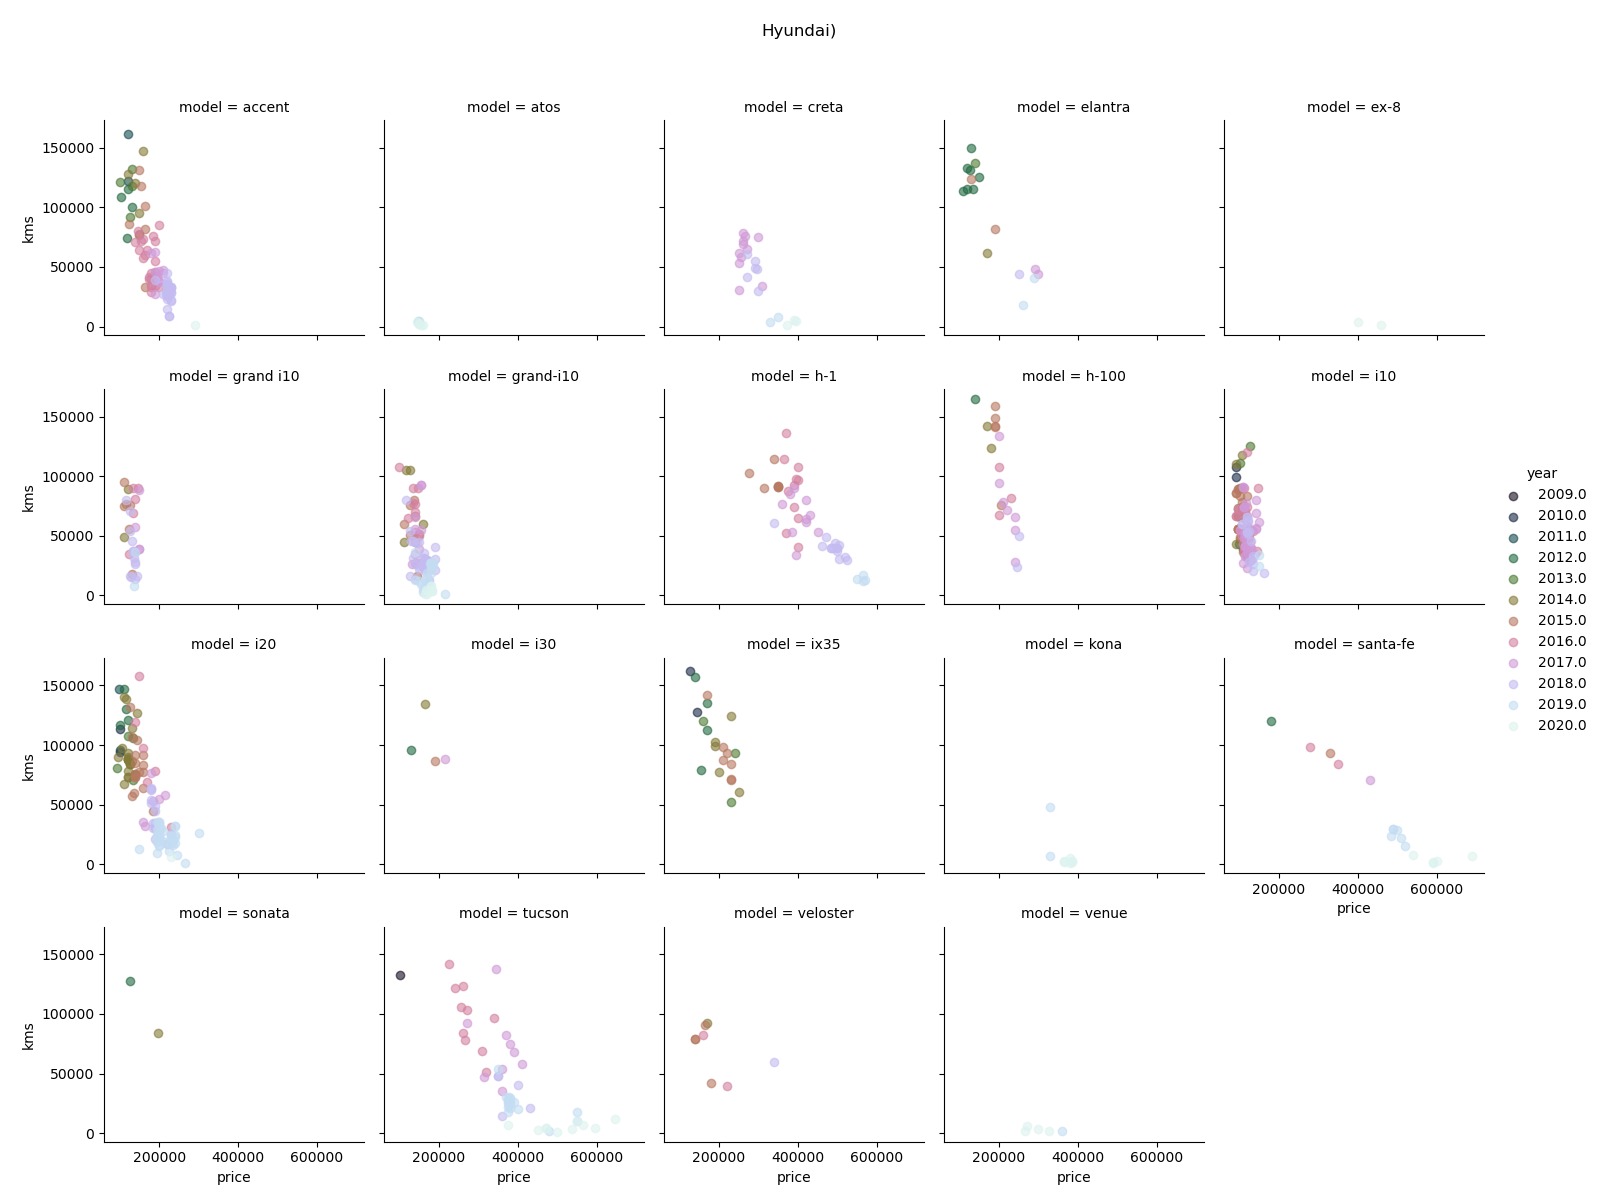 Hyundai)
model = accent
model = atos
model = creta
model = elantra
model = ex-8
150000
100000
50000
0
kms
model = grand i10
model = grand-i10
model = h-1
model = h-100
model = i10
150000
100000
50000
0
kms
model = i20
model = i30
model = ix35
model = kona
model = santa-fe
150000
100000
50000
0
kms
200000 400000 600000
price
model = sonata
model = tucson
model = veloster
model = venue
150000
100000
50000
0
kms
200000 400000 600000
price
200000 400000 600000
price
200000 400000 600000
price
200000 400000 600000
price
year
2009.0
2010.0
2011.0
2012.0
2013.0
2014.0
2015.0
2016.0
2017.0
2018.0
2019.0
2020.0